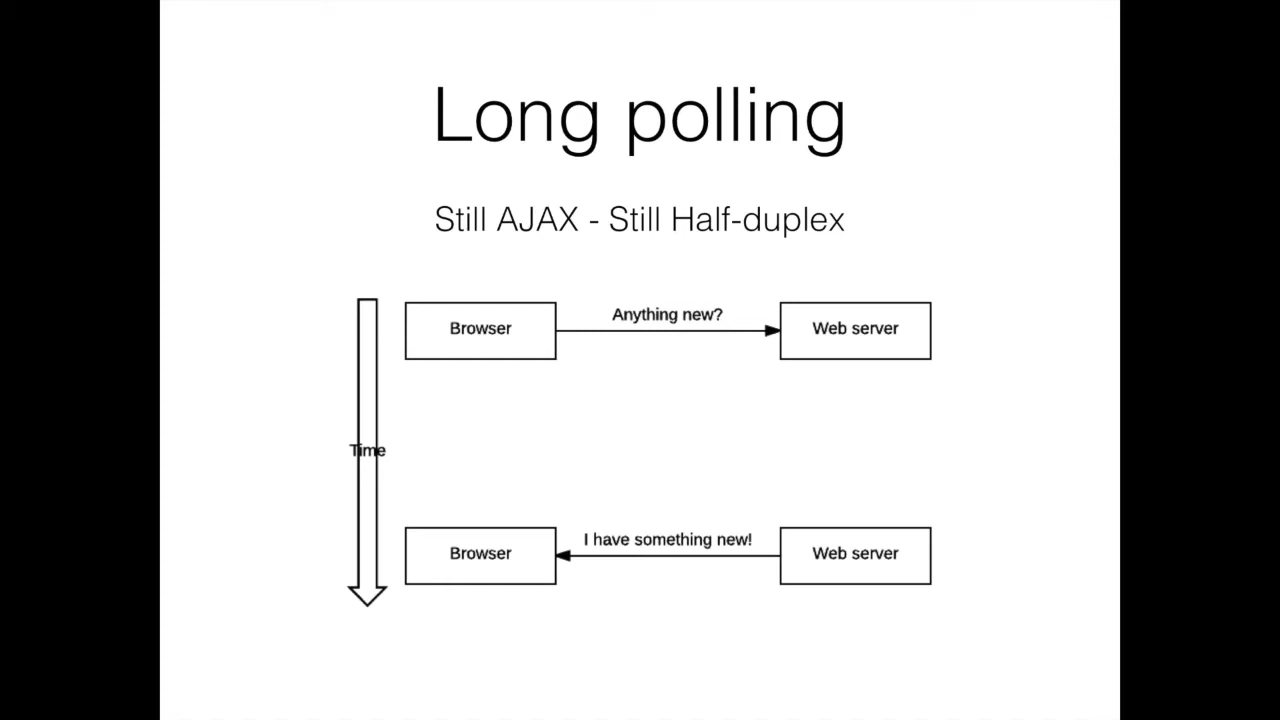 Long polling
Still AJAX - Still Half-duplex
Browser
Anything new?
Web server
Time
Browser
I have something new!
Web server